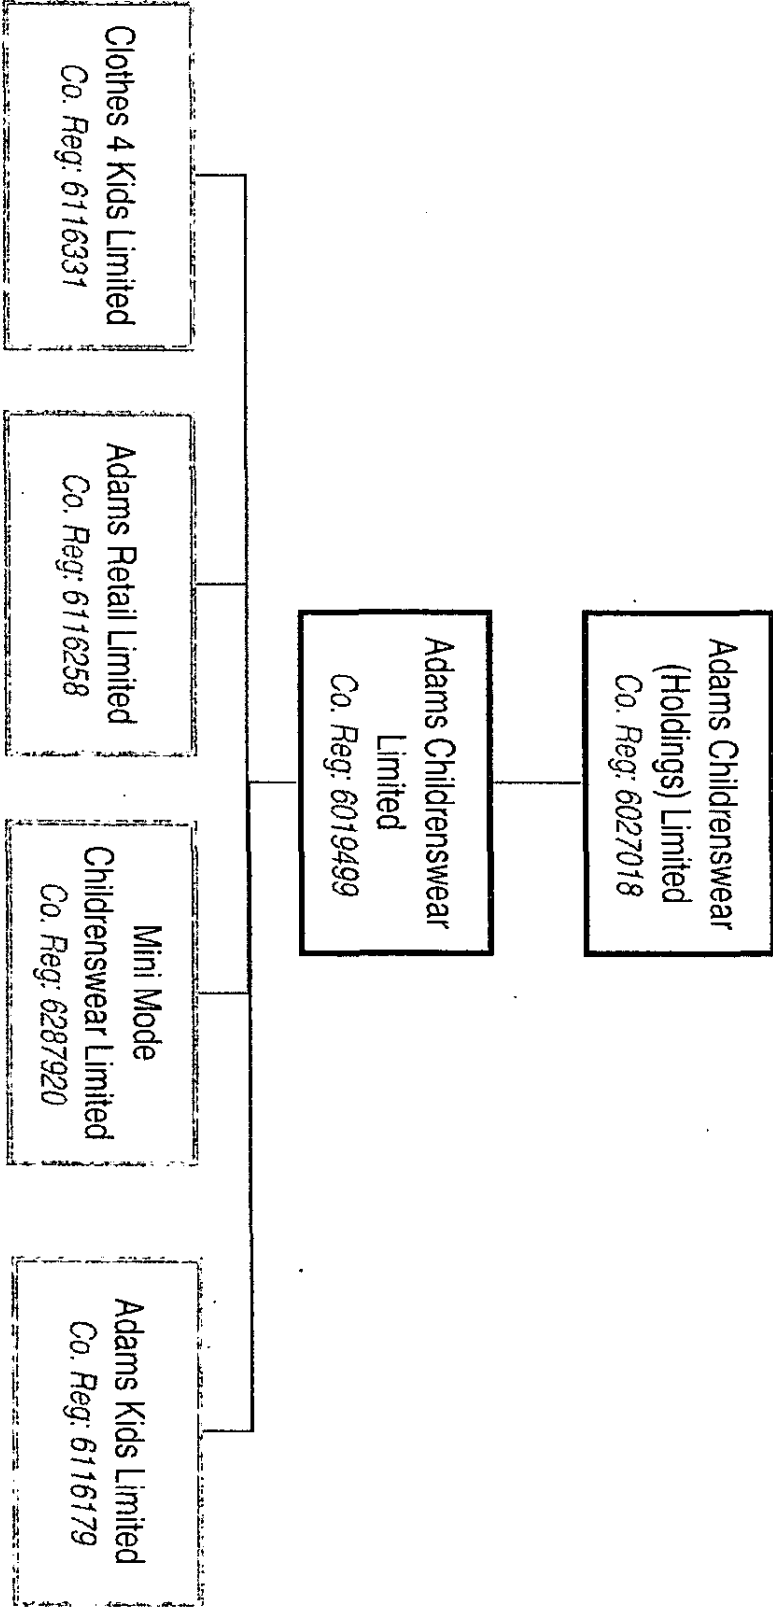 Adams Childrenswear
(Holdings) Limited
Co. Reg: 6027018
Adams Childrenswear
Limited
Co. Reg: 6019499
Clothes 4 Kids Limited
Co. Reg: 6116331
Adams Retail Limited
Co. Reg: 6116258
Mini Mode
Childrenswear Limited
Co. Reg: 6287920
Adams Kids Limited
Co. Reg: 6116179